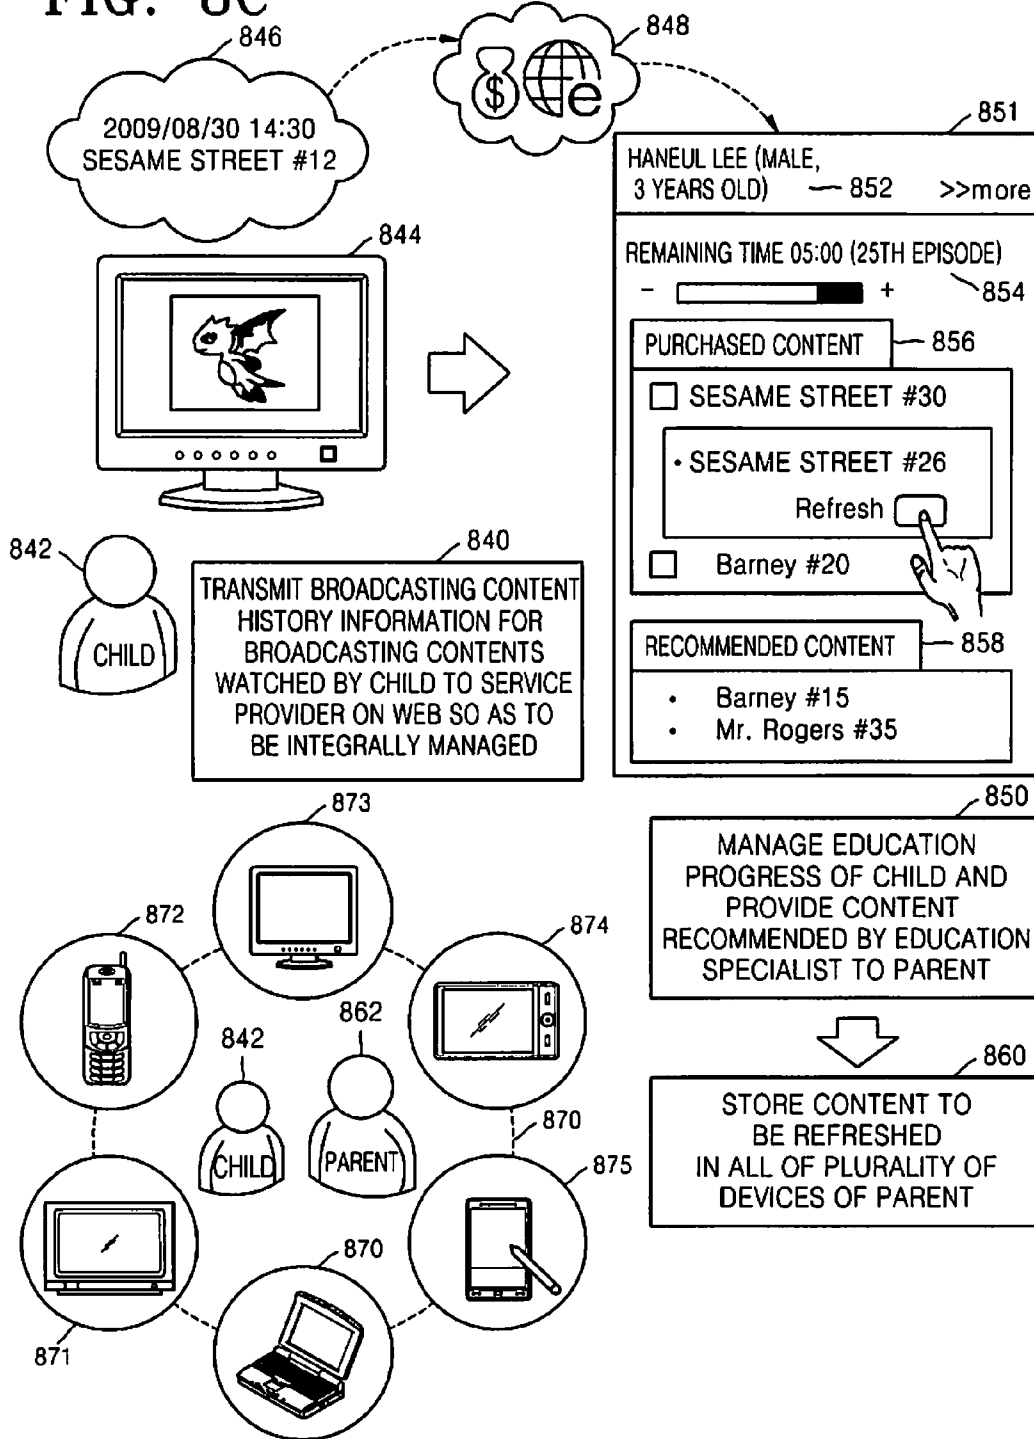 FIG. 8C
846
2009/08/30 14:30
SESAME STREET #12
848
$ e
844
842
CHILD
840
TRANSMIT BROADCASTING CONTENT
HISTORY INFORMATION FOR
BROADCASTING CONTENTS
WATCHED BY CHILD TO SERVICE
PROVIDER ON WEB SO AS TO
BE INTEGRALLY MANAGED
851
HANEUL LEE (MALE,
3 YEARS OLD) 852 >>more
REMAINING TIME 05:00 (25TH EPISODE)
- + 854
PURCHASED CONTENT 856
SESAME STREET #30
• SESAME STREET #26
Refresh
Barney #20
RECOMMENDED CONTENT 858
• Barney #15
• Mr. Rogers #35
850
MANAGE EDUCATION
PROGRESS OF CHILD AND
PROVIDE CONTENT
RECOMMENDED BY EDUCATION
SPECIALIST TO PARENT
860
STORE CONTENT TO
BE REFRESHED
IN ALL OF PLURALITY OF
DEVICES OF PARENT
873
872
874
862
842
CHILD
PARENT
870
875
871
870